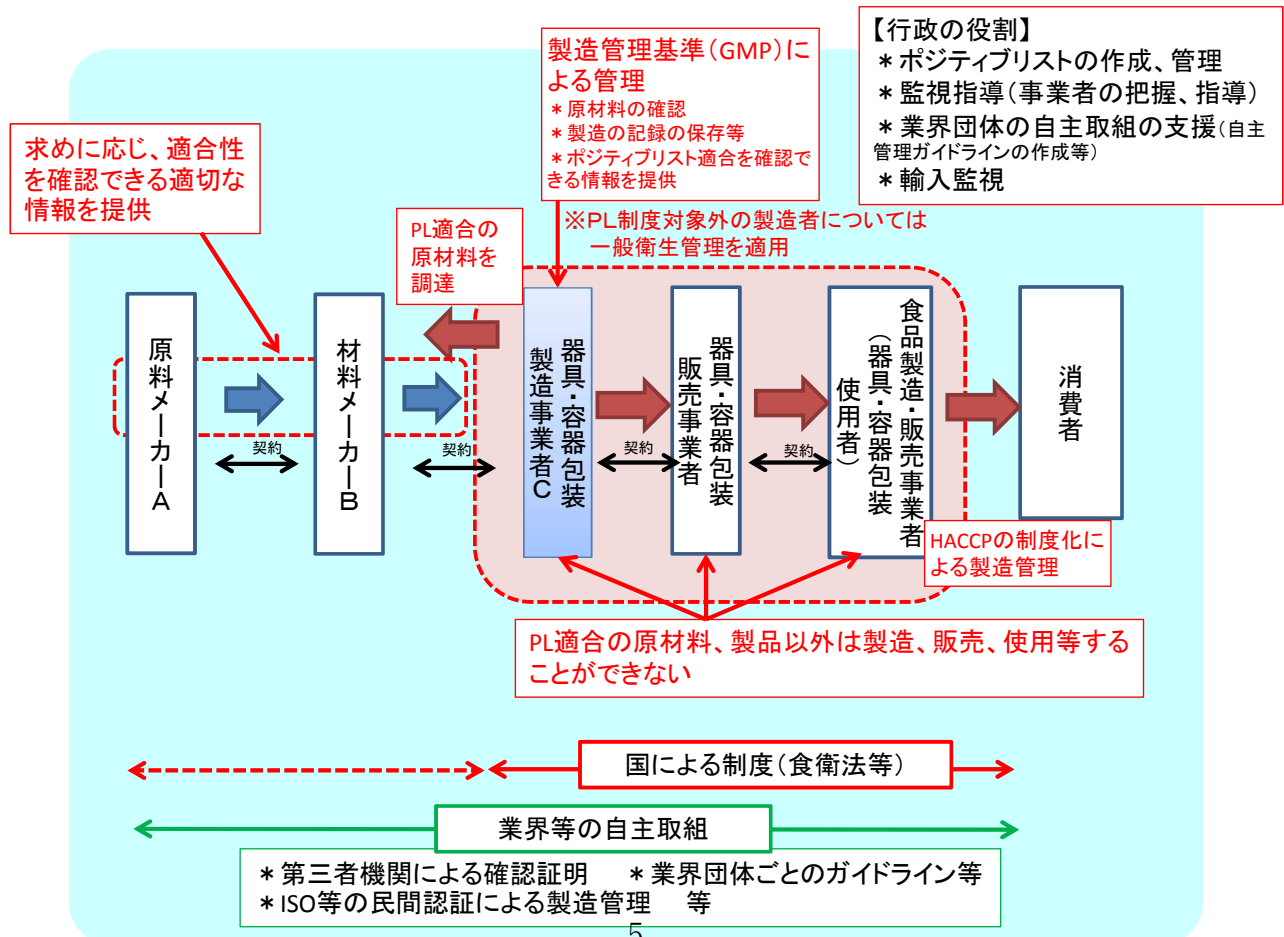 製造管理基準(GMP)に
よる管理
＊原材料の確認
＊製造の記録の保存等
＊ポジティブリスト適合を確認で
きる情報を提供
【行政の役割】
＊ポジティブリストの作成、管理
＊監視指導(事業者の把握、指導)
＊業界団体の自主取組の支援(自主
管理ガイドラインの作成等)
＊輸入監視
求めに応じ、適合性
を確認できる適切な
情報を提供
PL適合の
原材料を
調達
※PL制度対象外の製造者については
一般衛生管理を適用
原料メーカーA
材料メーカーB
器具・容器包装
製造事業者C
器具・容器包装
販売事業者
食品製造・販売事業者
(器具・容器包装
使用者)
消費者
契約
契約
契約
契約
HACCPの制度化に
よる製造管理
PL適合の原材料、製品以外は製造、販売、使用等する
ことができない
国による制度(食衛法等)
業界等の自主取組
＊第三者機関による確認証明 ＊業界団体ごとのガイドライン等
＊ISO等の民間認証による製造管理 等
5